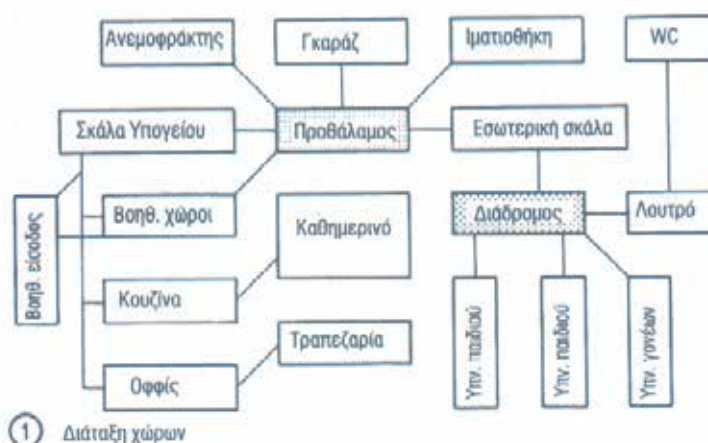 Ανεμοφράκτης
Γκαράζ
Ιματιοθήκη
WC
Σκάλα Υπογείου
Προθάλαμος
Εσωτερική σκάλα
Βοηθ. είσοδος
Βοηθ. χώροι
Καθημερινό
Διάδρομος
Λουτρό
Κουζίνα
Τραπεζαρία
Οφφίς
Υπν. παιδιού
Υπν. παιδιού
Υπν. γονέων
1 Διάταξη χώρων